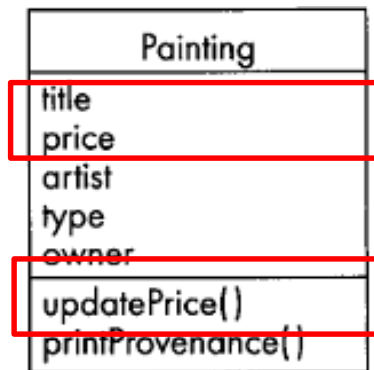 Painting
title
price
artist
type
owner
updatePrice()
printProvenance()